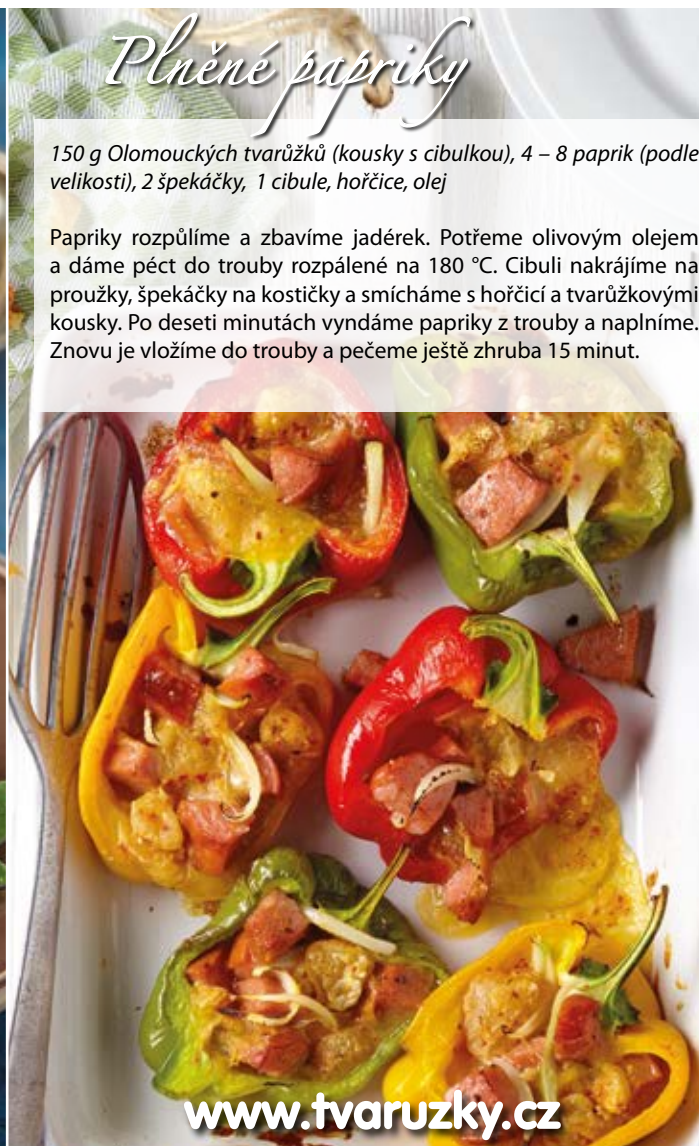 Plněné papriky
150 g Olomouckých tvarůžků (kousky s cibulkou), 4 – 8 paprik (podle
velikosti), 2 špekáčky, 1 cibule, hořčice, olej
Papriky rozpůlíme a zbavíme jadérek. Potřeme olivovým olejem
a dáme péct do trouby rozpálené na 180 °C. Cibuli nakrájíme na
proužky, špekáčky na kostičky a smícháme s hořčicí a tvarůžkovými
kousky. Po deseti minutách vyndáme papriky z trouby a naplníme.
Znovu je vložíme do trouby a pečeme ještě zhruba 15 minut.
www.tvaruzky.cz